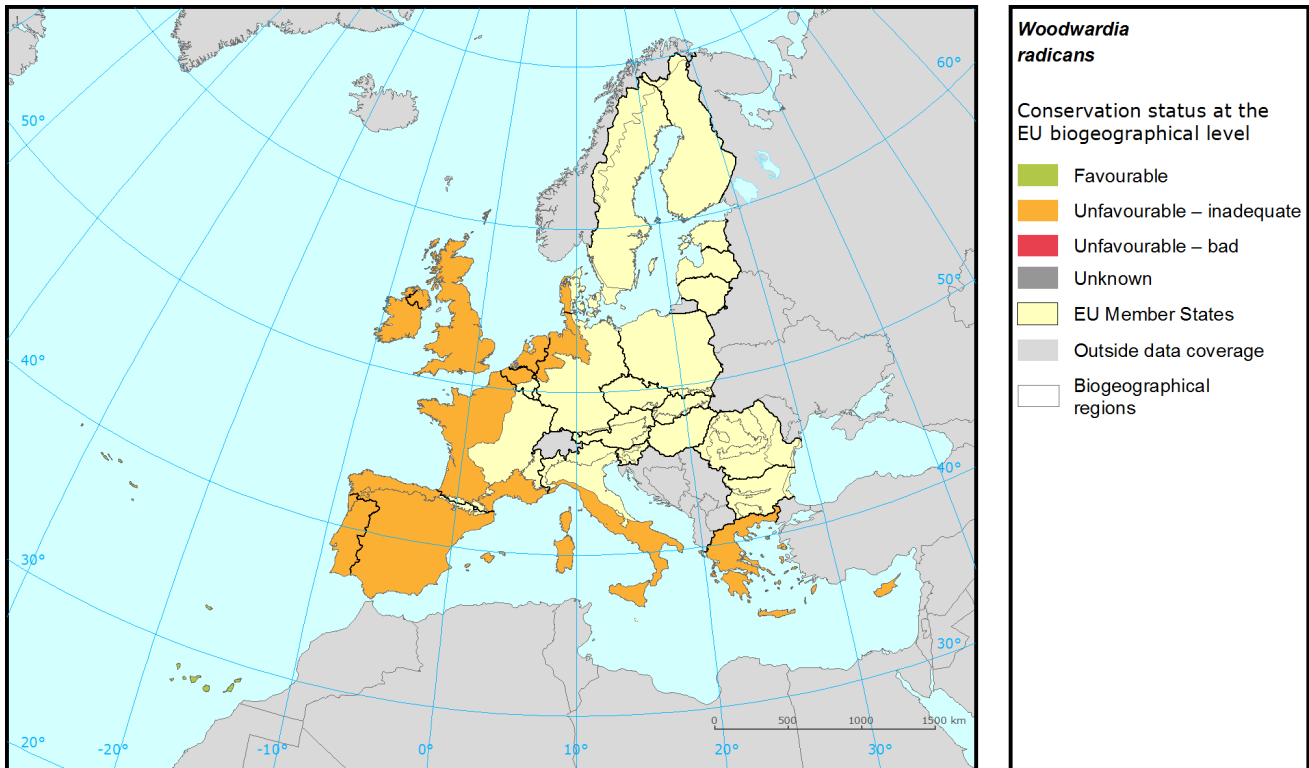 Woodwardia
radicans
Conservation status at the
EU biogeographical level
Favourable
Unfavourable – inadequate
Unfavourable – bad
Unknown
EU Member States
Outside data coverage
Biogeographical
regions
60°
50°
50°
40°
40°
30°
30°
0 500 1000 1500 km
20° -20° -10° 0° 10° 20° 30°